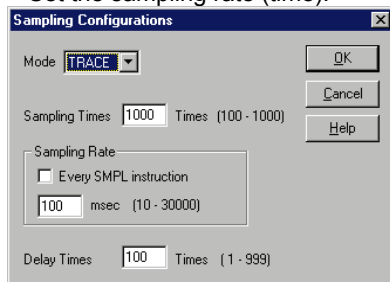 Set the sampling rate (time).
Sampling Configurations
Mode TRACE OK
Cancel
Sampling Times 1000 Times (100 - 1000)
Help
Sampling Rate
Every SMPL instruction
100 msec (10 - 30000)
Delay Times 100 Times ( 1 - 999)